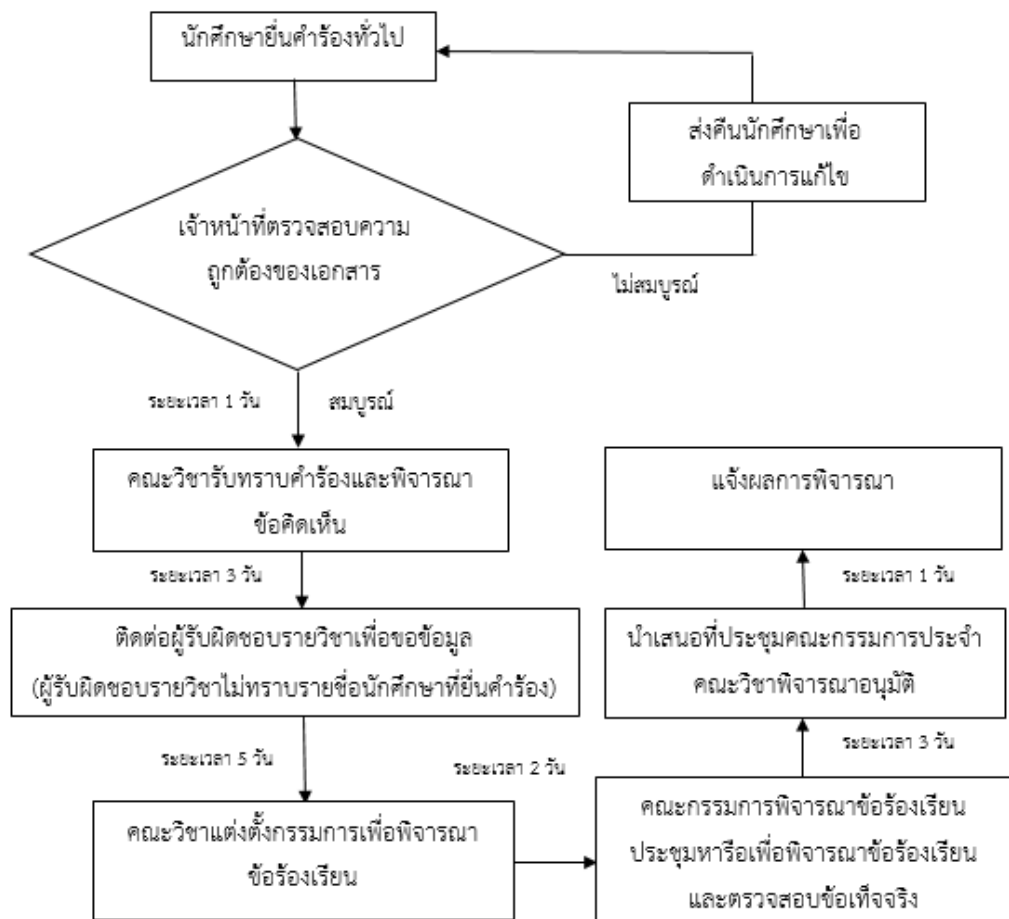 นักศึกษายื่นคำร้องทั่วไป
ส่งคืนนักศึกษาเพื่อ
ดำเนินการแก้ไข
เจ้าหน้าที่ตรวจสอบความ
ถูกต้องของเอกสาร
ไม่สมบูรณ์
ระยะเวลา 1 วัน
สมบูรณ์
คณะวิชารับทราบคำร้องและพิจารณา
ข้อคิดเห็น
ระยะเวลา 3 วัน
ติดต่อผู้รับผิดชอบรายวิชาเพื่อขอข้อมูล
(ผู้รับผิดชอบรายวิชาไม่ทราบรายชื่อนักศึกษาที่ยื่นคำร้อง)
ระยะเวลา 5 วัน
คณะวิชาแต่งตั้งกรรมการเพื่อพิจารณา
ข้อร้องเรียน
ระยะเวลา 2 วัน
คณะกรรมการพิจารณาข้อร้องเรียน
ประชุมหารือเพื่อพิจารณาข้อร้องเรียน
และตรวจสอบข้อเท็จจริง
ระยะเวลา 3 วัน
นำเสนอที่ประชุมคณะกรรมการประจำ
คณะวิชาพิจารณาอนุมัติ
ระยะเวลา 1 วัน
แจ้งผลการพิจารณา